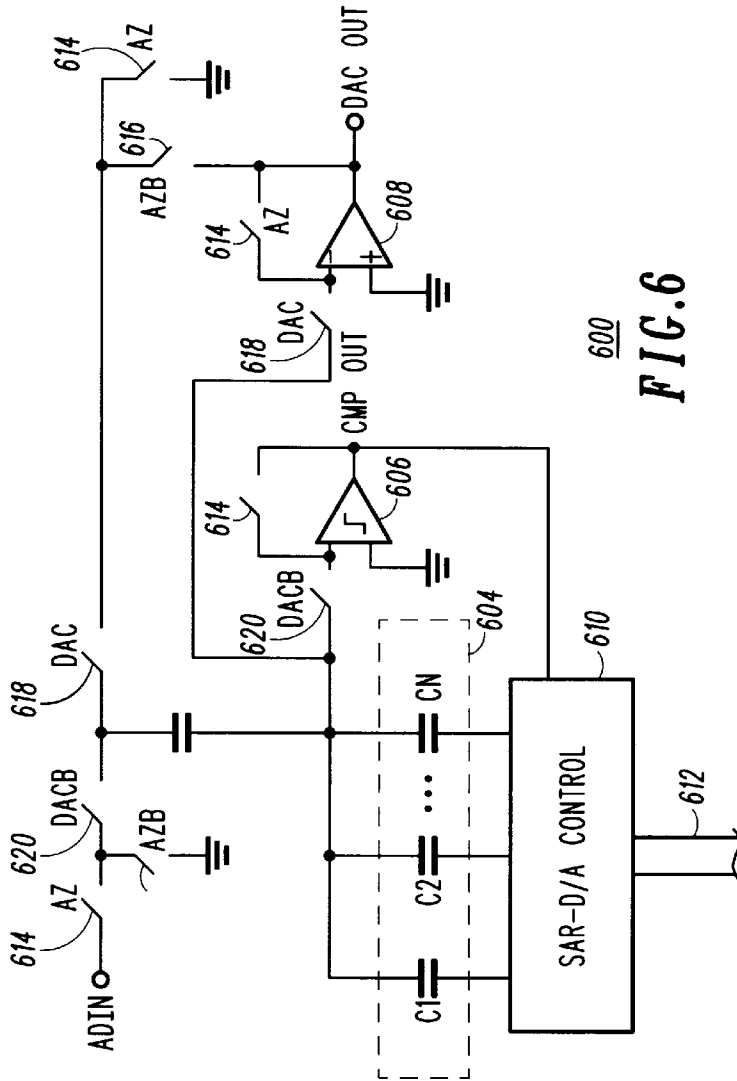 614
AZ
616
AZB
DAC OUT
614
AZ
608
+
618
DAC
618
DAC
CMP OUT
614
606
DACB
620
DACB
620
AZB
AZ
614
ADIN
604
C1
C2
...
CN
610
SAR-D/A CONTROL
612
600
FIG.6